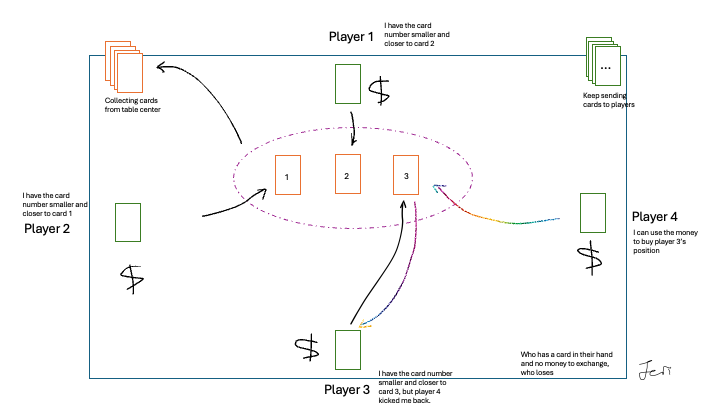 Player 1
I have the card
number smaller and
closer to card 2
$
Collecting cards
from table center
...
Keep sending
cards to players
1
2
3
I have the card
number smaller and
closer to card 1
Player 2
$
Player 4
I can use the money
to buy player 3's
position
$
$
Player 3
I have the card number
smaller and closer to
card 3, but player 4
kicked me back.
Who has a card in their hand
and no money to exchange,
who loses
Jeri